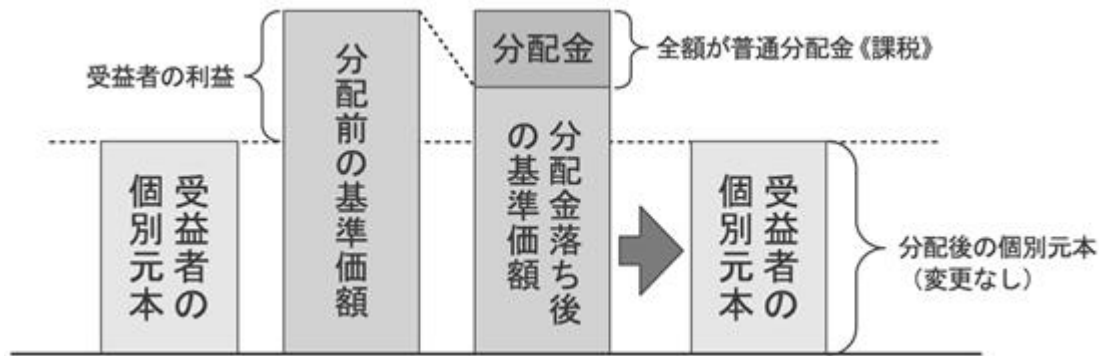 受益者の利益
受益者の
個別元本
分配前の基準価額
分配金
全額が普通分配金《課税》
分配金落ち後
の基準価額
受益者の
個別元本
分配後の個別元本
（変更なし）